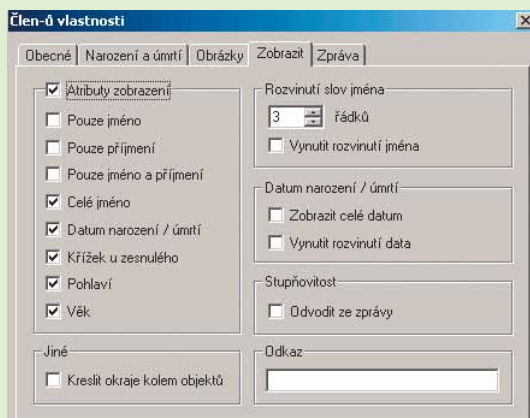 Člen-ů vlastnosti
Obecné Narození a úmrtí Obrázky Zobrazit Zpráva
Atributy zobrazení
Pouze jméno
Pouze příjmení
Pouze jméno a příjmení
Celé jméno
Datum narození / úmrtí
Křížek u zesnulého
Pohlaví
Věk
Jiné
Kreslit okraje kolem objektů
Rozvinutí slov jména
3 řádků
Vynutit rozvinutí jména
Datum narození / úmrtí
Zobrazit celé datum
Vynutit rozvinutí data
Stupňovitost
Odvodit ze zprávy
Odkaz